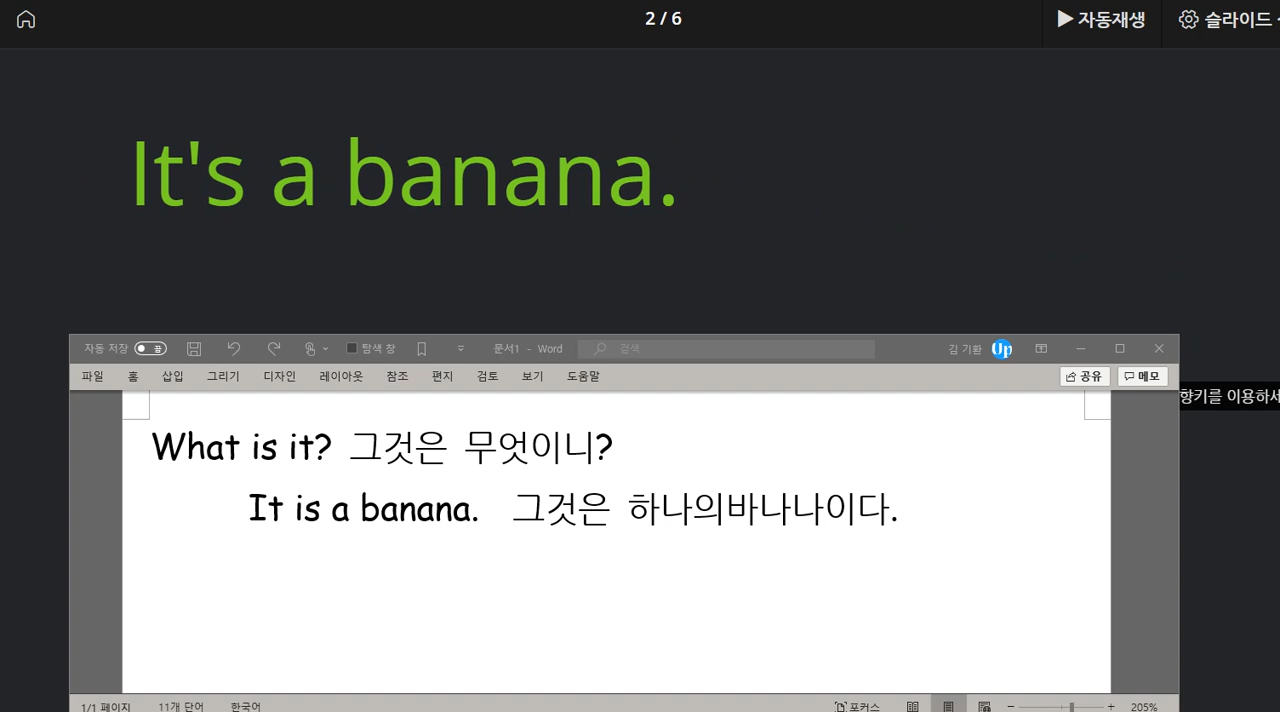 2 / 6
자동재생
슬라이드
It's a banana.
자동 저장 끔
탐색 창
문서1 - Word
검색
김 기환
Up
파일 홈 삽입 그리기 디자인 레이아웃 참조 편지 검토 보기 도움말
공유 메모
향키를 이용하세
What is it? 그것은 무엇이니?
It is a banana. 그것은 하나의바나나이다.
1/1 페이지 11개 단어 한국어
포커스
205%